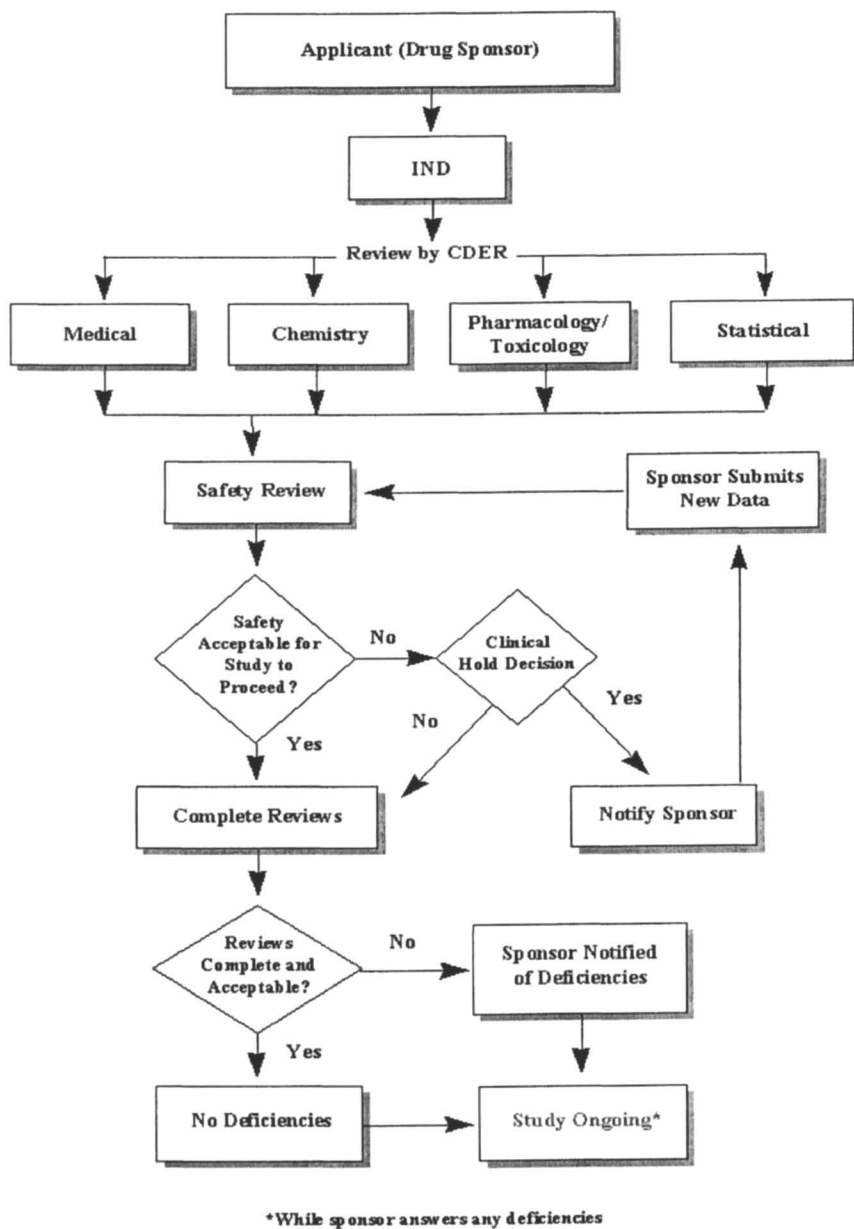 Applicant (Drug Sponsor)
IND
Review by CDER
Medical
Chemistry
Pharmacology/
Toxicology
Statistical
Safety Review
Sponsor Submits
New Data
Safety
Acceptable for
Study to
Proceed?
No
Clinical
Hold Decision
No
Yes
Yes
Complete Reviews
Notify Sponsor
Reviews
Complete and
Acceptable?
No
Sponsor Notified
of Deficiencies
Yes
No Deficiencies
Study Ongoing*
*While sponsor answers any deficiencies